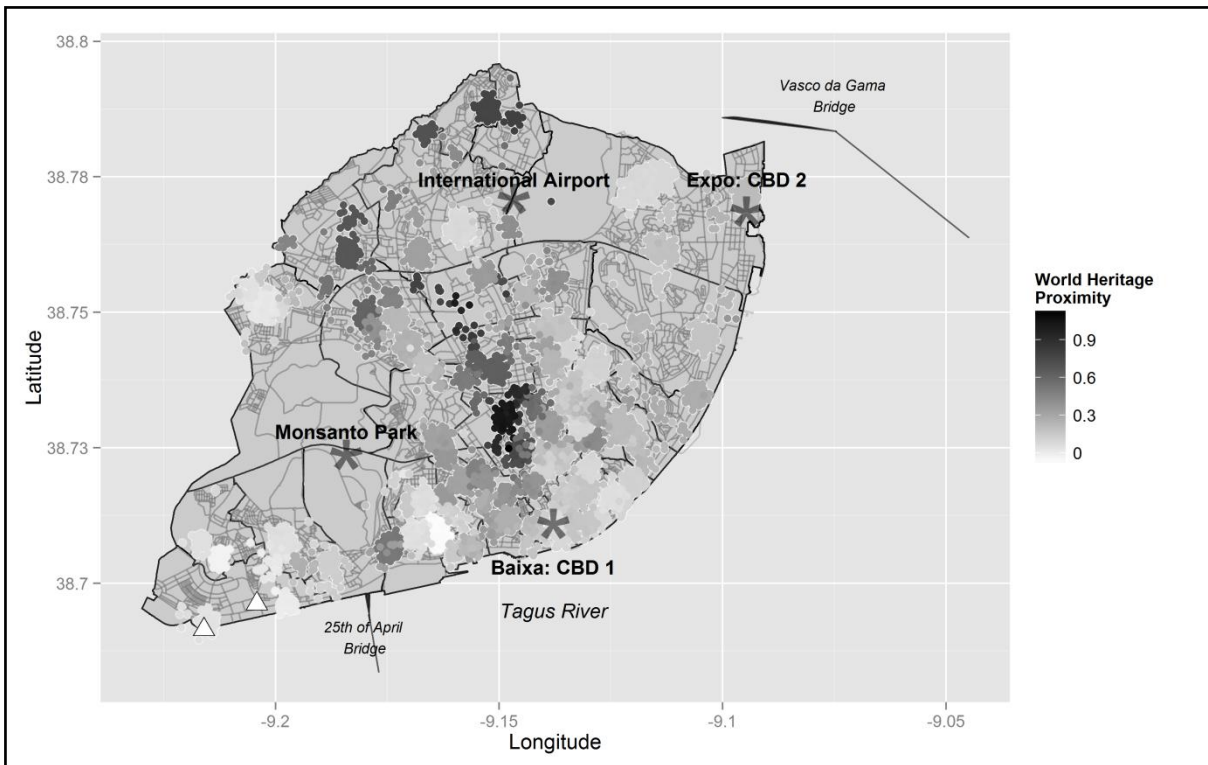 38.8
Vasco da Gama
Bridge
38.78
International Airport
Expo: CBD 2
World Heritage
Proximity
0.9
0.6
0.3
0
38.75
Latitude
Monsanto Park
38.73
Baixa: CBD 1
38.7
Tagus River
25th of April
Bridge
-9.2
-9.15
-9.1
-9.05
Longitude